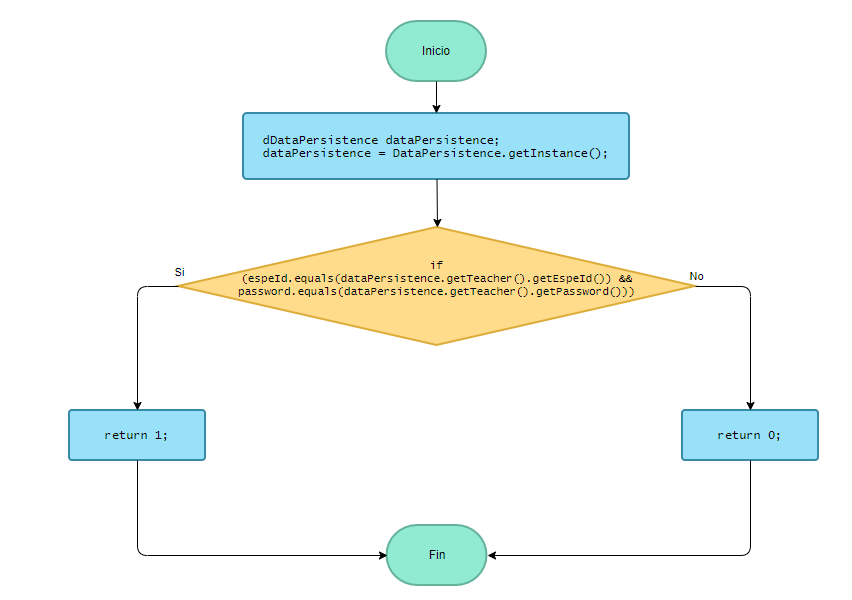 Inicio
dDataPersistence dataPersistence;
dataPersistence = DataPersistence.getInstance();
if
(espeId.equals(dataPersistence.getTeacher().getEspeId()) &&
password.equals(dataPersistence.getTeacher().getPassword()))
Si
No
return 1;
return 0;
Fin